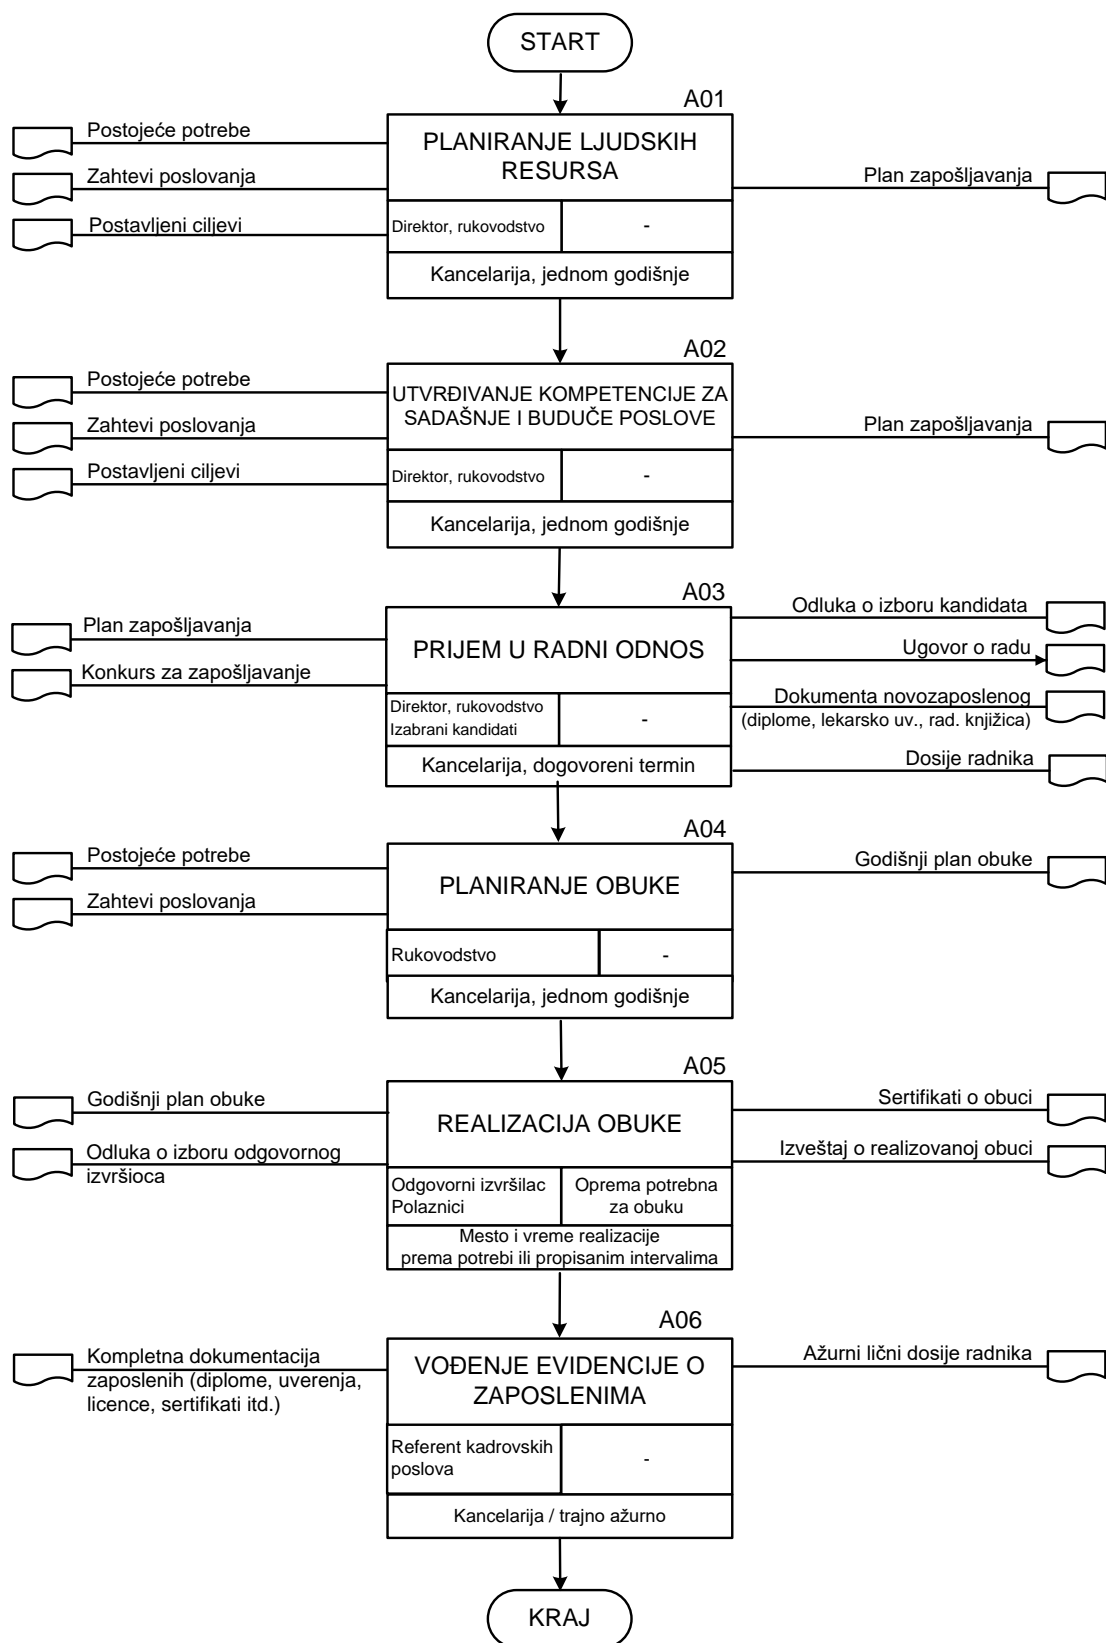 START
A01
Postojeće potrebe
Zahtevi poslovanja
Postavljeni ciljevi
PLANIRANJE LJUDSKIH
RESURSA
Plan zapošljavanja
Direktor, rukovodstvo
-
Kancelarija, jednom godišnje
A02
Postojeće potrebe
Zahtevi poslovanja
Postavljeni ciljevi
UTVRĐIVANJE KOMPETENCIJE ZA
SADAŠNJE I BUDUČE POSLOVE
Plan zapošljavanja
Direktor, rukovodstvo
-
Kancelarija, jednom godišnje
A03
Plan zapošljavanja
Konkurs za zapošljavanje
PRIJEM U RADNI ODNOS
Odluka o izboru kandidata
Ugovor o radu
Dokumenta novozaposlenog
(diplome, lekarsko uv., rad. knjižica)
Dosije radnika
Direktor, rukovodstvo
Izabrani kandidati
-
Kancelarija, dogovoreni termin
A04
Postojeće potrebe
Zahtevi poslovanja
PLANIRANJE OBUKE
Godišnji plan obuke
Rukovodstvo
-
Kancelarija, jednom godišnje
A05
Godišnji plan obuke
Odluka o izboru odgovornog
izvršioca
REALIZACIJA OBUKE
Sertifikati o obuci
Izveštaj o realizovanoj obuci
Odgovorni izvršilac
Polaznici
Oprema potrebna
za obuku
Mesto i vreme realizacije
prema potrebi ili propisanim intervalima
A06
Kompletna dokumentacija
zaposlenih (diplome, uverenja,
licence, sertifikati itd.)
VOĐENJE EVIDENCIJE O
ZAPOSLENIMA
Ažurni lični dosije radnika
Referent kadrovskih
poslova
-
Kancelarija / trajno ažurno
KRAJ